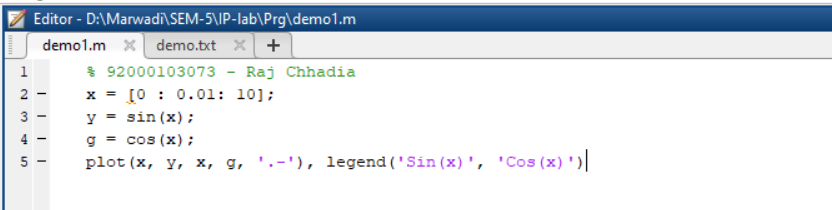 Editor - D:\Marwadi\SEM-5\IP-lab\Prg\demo1.m
demo1.m × demo.txt × +
1 % 92000103073 - Raj Chhadia
2 - x = [0 : 0.01: 10];
3 - y = sin(x);
4 - g = cos(x);
5 - plot(x, y, x, g, '.-'), legend('Sin(x)', 'Cos(x)')